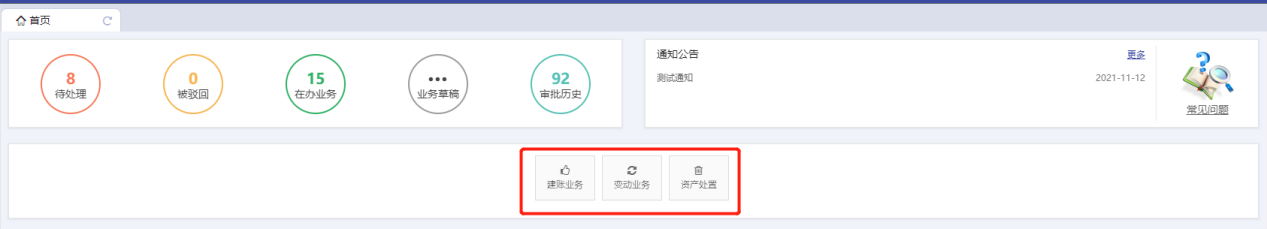 首页
8
待处理
0
被驳回
15
在办业务
•••
业务草稿
92
审批历史
通知公告 更多
测试通知 2021-11-12
常见问题
建账业务 变动业务 资产处置